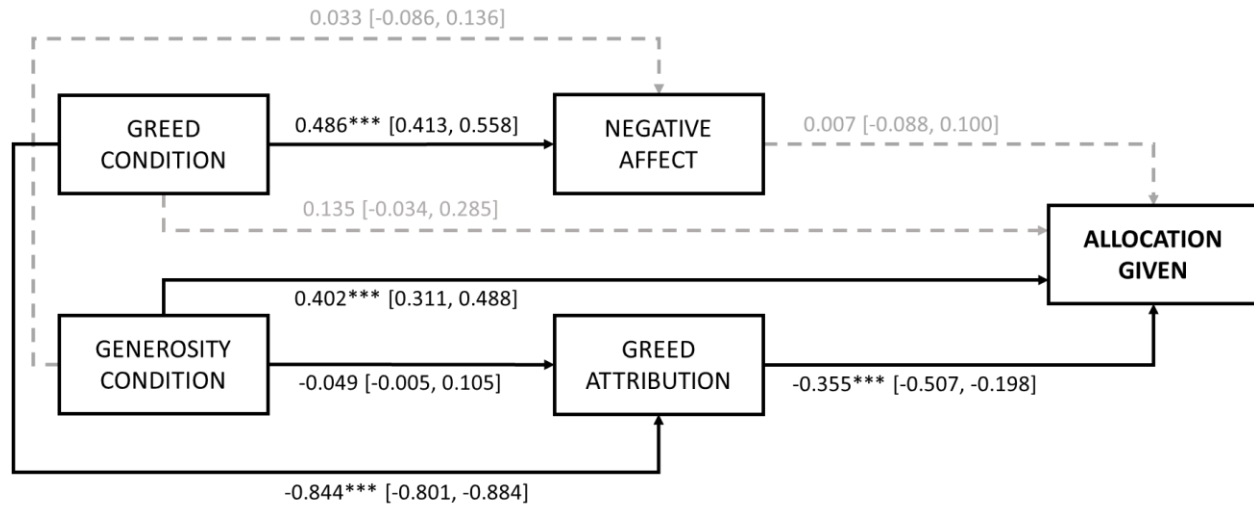 0.033 [-0.086, 0.136]
GREED
CONDITION
0.486*** [0.413, 0.558]
NEGATIVE
AFFECT
0.007 [-0.088, 0.100]
0.135 [-0.034, 0.285]
ALLOCATION
GIVEN
0.402*** [0.311, 0.488]
GENEROSITY
CONDITION
-0.049 [-0.005, 0.105]
GREED
ATTRIBUTION
-0.355*** [-0.507, -0.198]
-0.844*** [-0.801, -0.884]